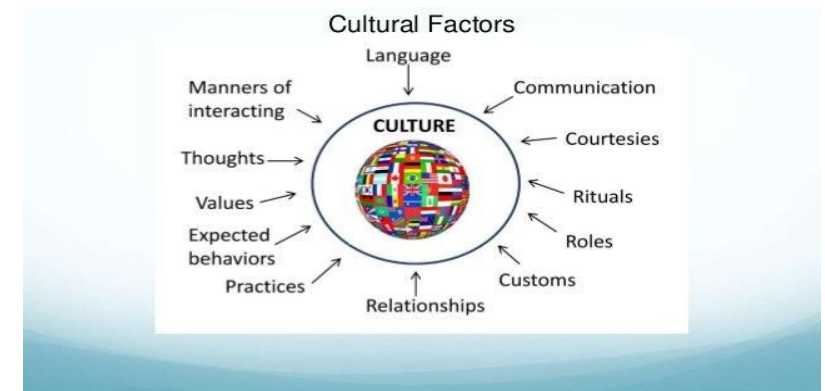 Cultural Factors
Language
Manners of
interacting
Communication
CULTURE
Courtesies
Thoughts
Values
Rituals
Expected
behaviors
Roles
Practices
Customs
Relationships